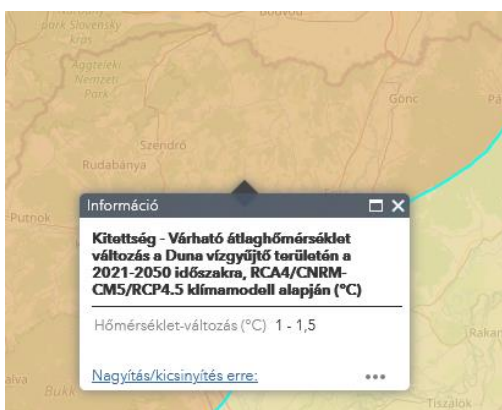 park Slovenský
kras
Aggteleki
Nemzeti
Park
Gönc
Szendrő
Rudabánya
Putnok
Információ
Kitettség - Várható átlaghőmérséklet
változás a Duna vízgyűjtő területén a
2021-2050 időszakra, RCA4/CNRM-
CM5/RCP4.5 klímamodell alapján (°C)
Hőmérséklet-változás (°C) 1 - 1,5
Nagyítás/kicsinyítés erre:
Bükk
Tiszalök